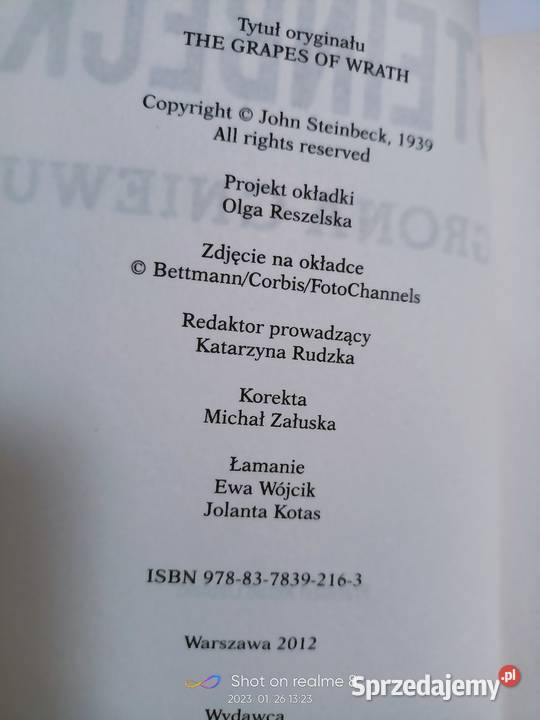 Tytuł oryginału
THE GRAPES OF WRATH
Copyright © John Steinbeck, 1939
All rights reserved
Projekt okładki
Olga Reszelska
Zdjęcie na okładce
© Bettmann/Corbis/FotoChannels
Redaktor prowadzący
Katarzyna Rudzka
Korekta
Michał Załuska
Łamanie
Ewa Wójcik
Jolanta Kotas
ISBN 978-83-7839-216-3
Warszawa 2012
Shot on realme 8
2023.01.26 13:23
Sprzedajemy.pl
Wydawca